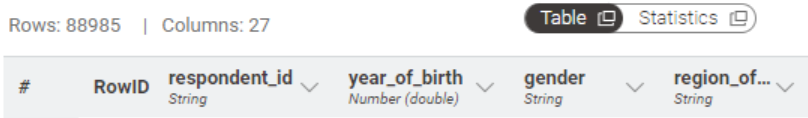 Rows: 88985 | Columns: 27 Table Statistics
# RowID respondent_id year_of_birth gender region_of...
String Number (double) String String